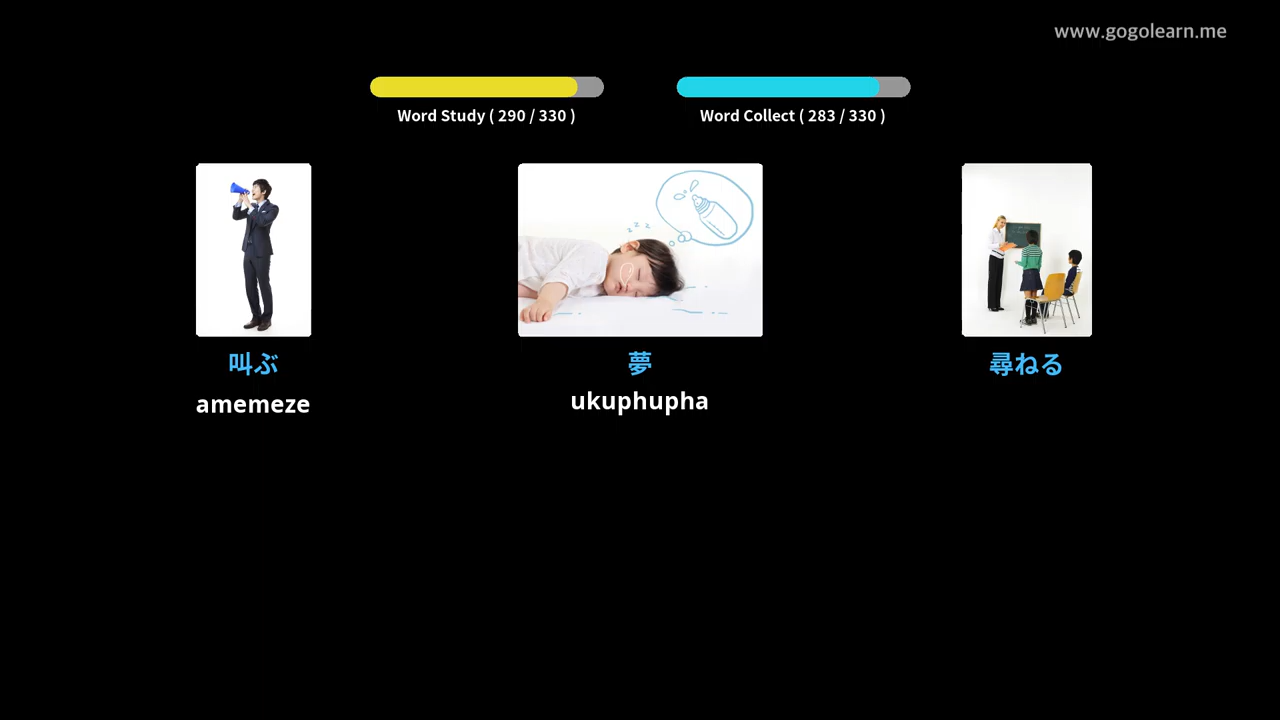 www.gogolearn.me
Word Study ( 290 / 330 )
Word Collect ( 283 / 330 )
叫ぶ
夢
尋ねる
amemeze
ukuphupha